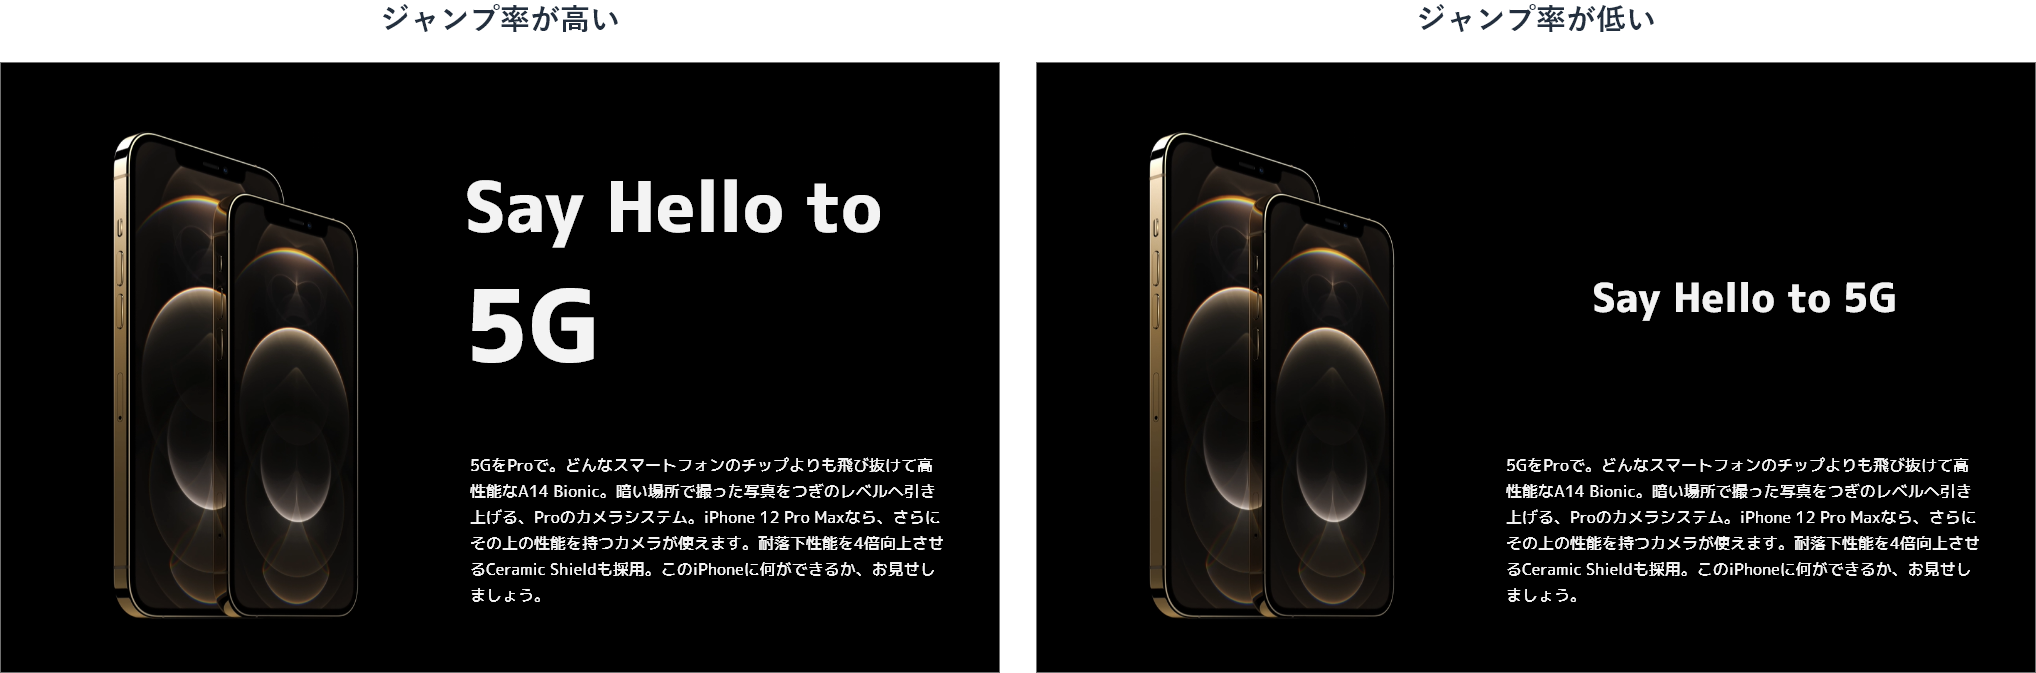 ジャンプ率が高い
Say Hello to
5G
5GをProで。どんなスマートフォンのチップよりも飛び抜けて高
性能なA14 Bionic。暗い場所で撮った写真をつぎのレベルへ引き
上げる、Proのカメラシステム。iPhone 12 Pro Maxなら、さらに
その上の性能を持つカメラが使えます。耐落下性能を4倍向上させ
るCeramic Shieldも採用。このiPhoneに何ができるか、お見せし
ましょう。
ジャンプ率が低い
Say Hello to 5G
5GをProで。どんなスマートフォンのチップよりも飛び抜けて高
性能なA14 Bionic。暗い場所で撮った写真をつぎのレベルへ引き
上げる、Proのカメラシステム。iPhone 12 Pro Maxなら、さらに
その上の性能を持つカメラが使えます。耐落下性能を4倍向上させ
るCeramic Shieldも採用。このiPhoneに何ができるか、お見せし
ましょう。